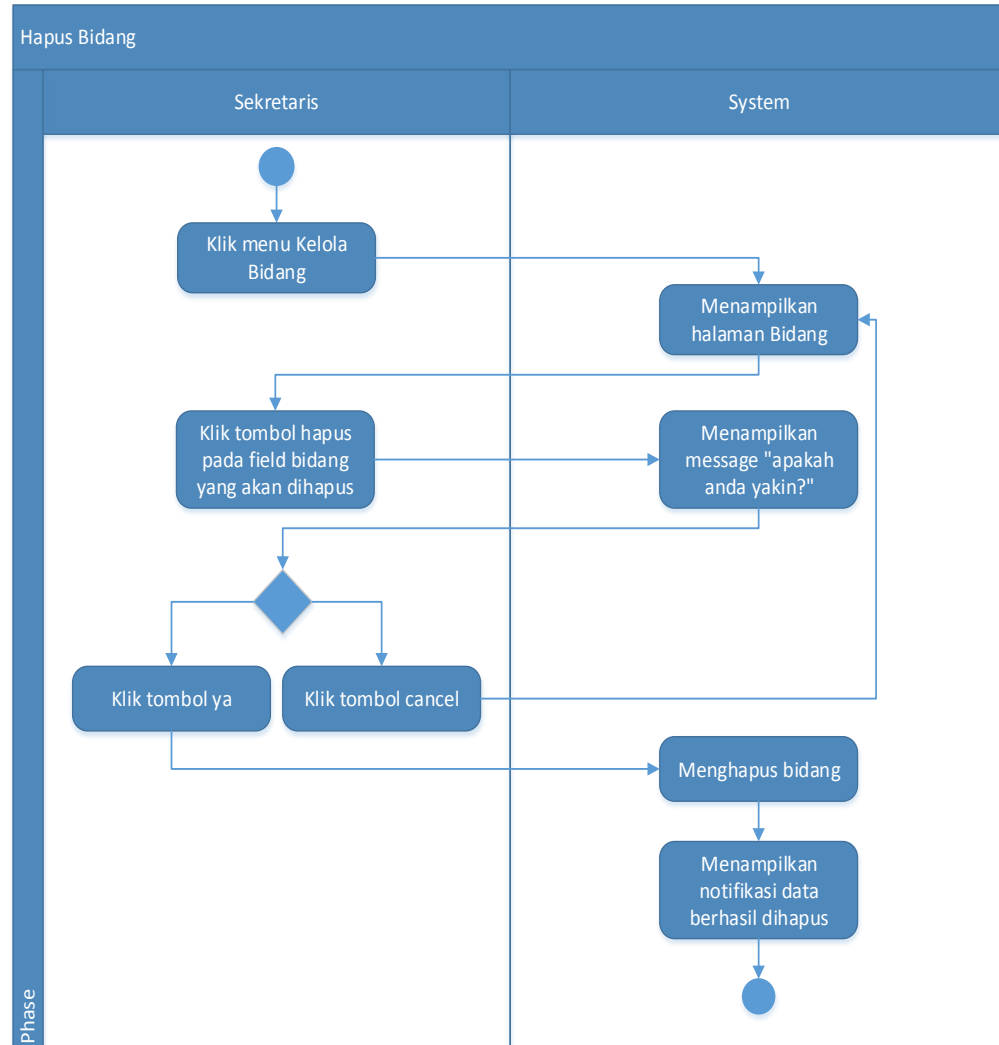 Hapus Bidang
Sekretaris
System
Klik menu Kelola
Bidang
Menampilkan
halaman Bidang
Klik tombol hapus
pada field bidang
yang akan dihapus
Menampilkan
message "apakah
anda yakin?"
Klik tombol ya
Klik tombol cancel
Menghapus bidang
Menampilkan
notifikasi data
berhasil dihapus
Phase